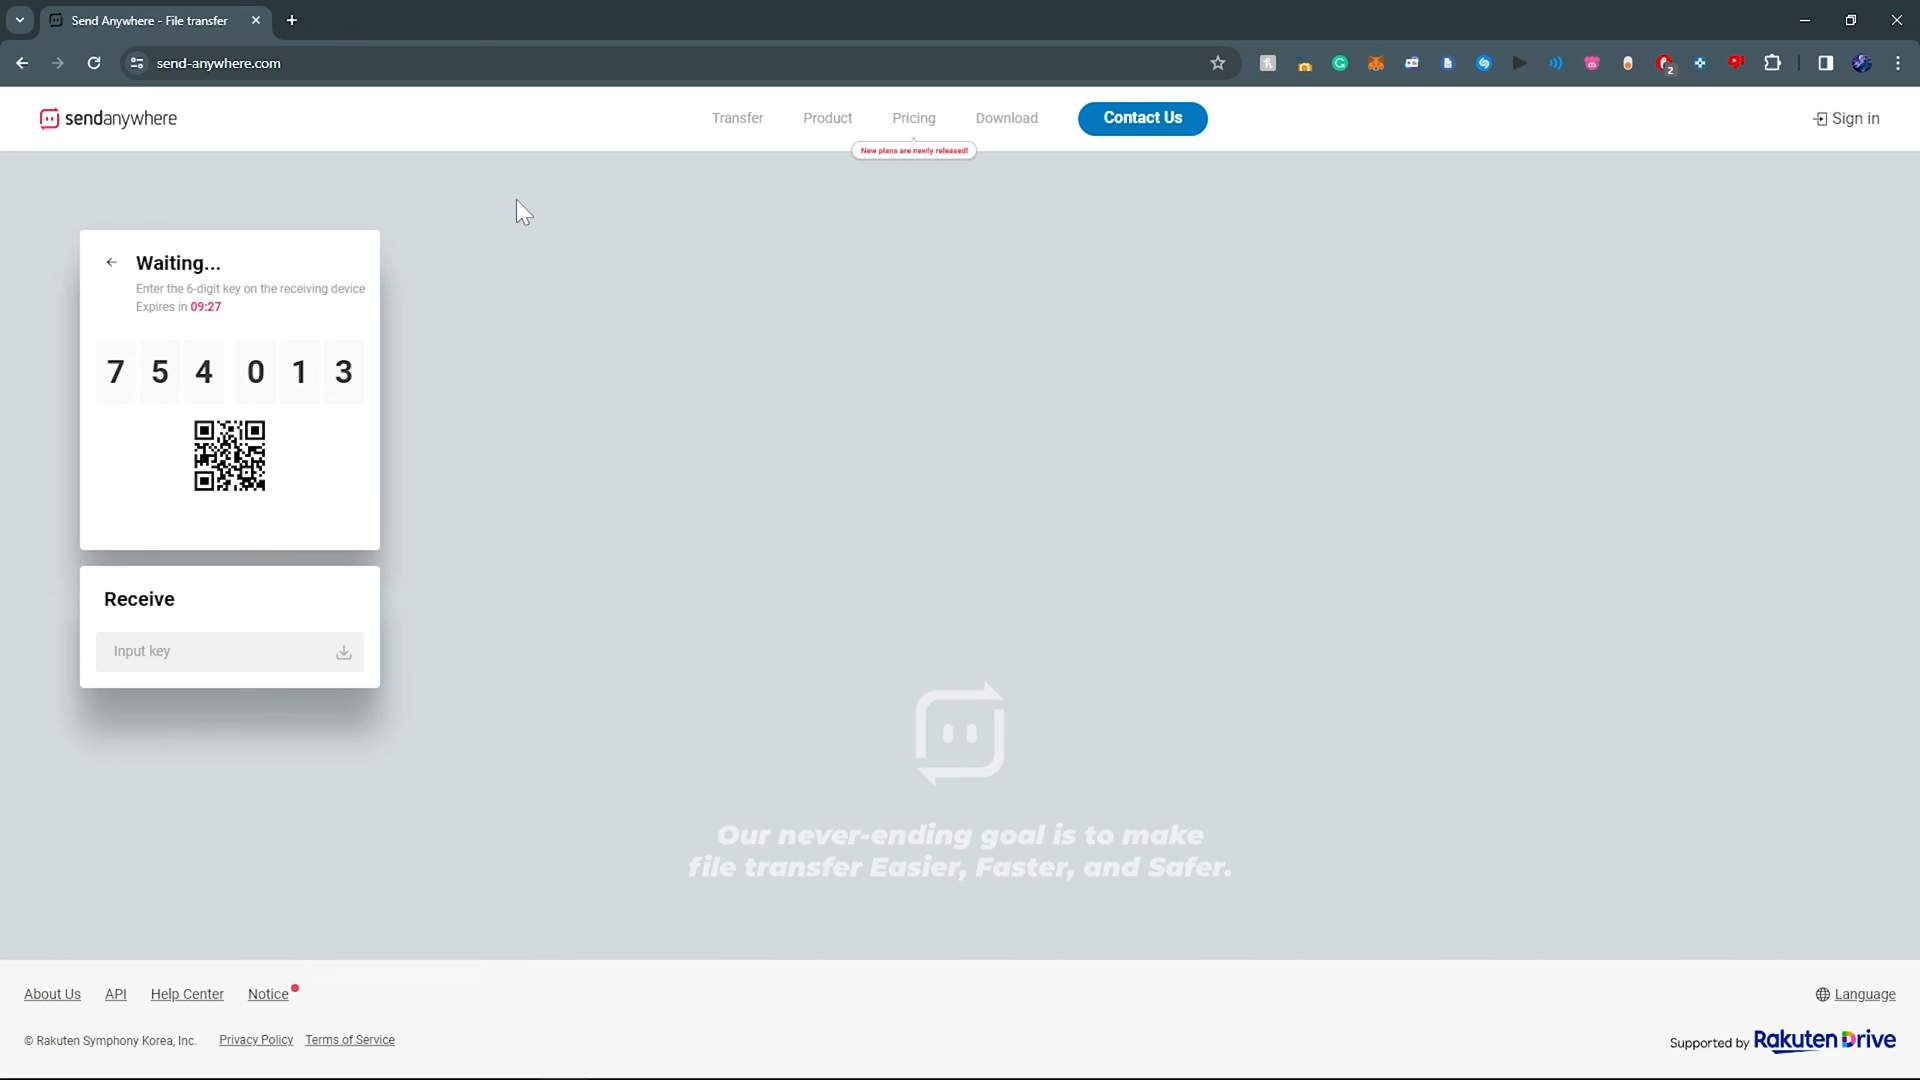 Send Anywhere - File transfer
send-anywhere.com
2
sendanywhere
Transfer
Product
Pricing
Download
Contact Us
Sign in
New plans are newly released!
Waiting...
Enter the 6-digit key on the receiving device
Expires in 09:27
7 5 4 0 1 3
Receive
Input key
Our never-ending goal is to make
file transfer Easier, Faster, and Safer.
About Us
API
Help Center
Notice
Language
© Rakuten Symphony Korea, Inc.
Privacy Policy
Terms of Service
Supported by Rakuten Drive